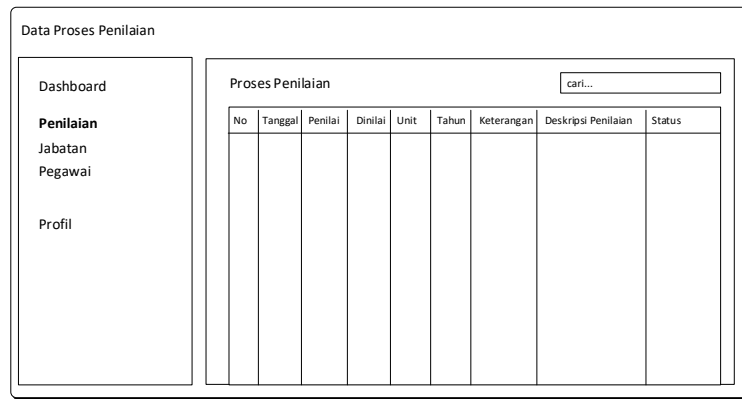 Data Proses Penilaian
Dashboard
Penilaian
Jabatan
Pegawai
Profil
Proses Penilaian
cari...
No Tanggal Penilai Dinilai Unit Tahun Keterangan Deskripsi Penilaian Status